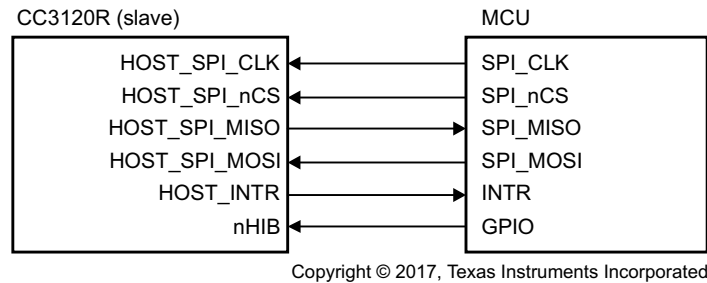 CC3120R (slave) MCU
HOST_SPI_CLK SPI_CLK
HOST_SPI_nCS SPI_nCS
HOST_SPI_MISO SPI_MISO
HOST_SPI_MOSI SPI_MOSI
HOST_INTR INTR
nHIB GPIO
Copyright © 2017, Texas Instruments Incorporated